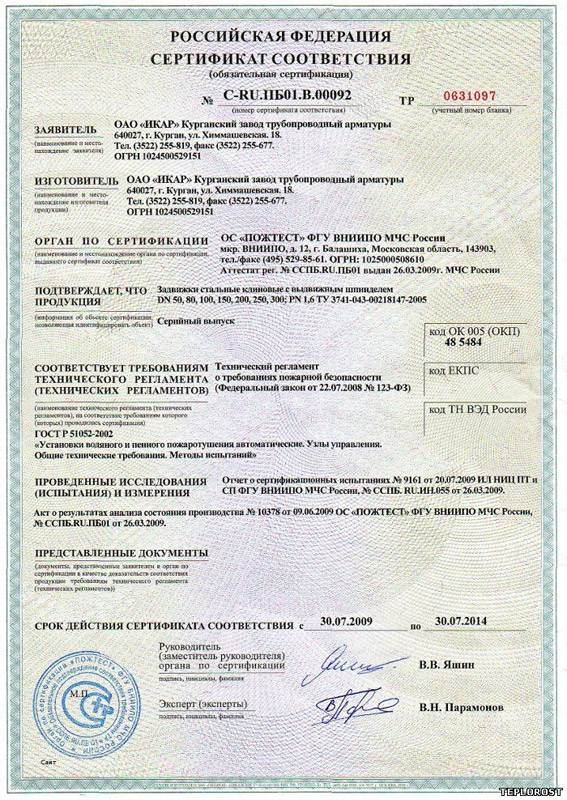 РОССИЙСКАЯ ФЕДЕРАЦИЯ
СЕРТИФИКАТ СООТВЕТСТВИЯ
(обязательная сертификация)
№ C-RU.ПБ01.В.00092
(номер сертификата соответствия)
ТР 0631097
(учетный номер бланка)
ЗАЯВИТЕЛЬ
(наименование и место-
нахождение заявителя)
ОАО «ИКАР» Курганский завод трубопроводный арматуры
640027, г. Курган, ул. Химмашевская. 18.
Тел. (3522) 255-819, факс (3522) 255-677.
ОГРН 1024500529151
ИЗГОТОВИТЕЛЬ
(наименование и место-
нахождение изготовителя
продукции)
ОАО «ИКАР» Курганский завод трубопроводный арматуры
640027, г. Курган, ул. Химмашевская. 18.
Тел. (3522) 255-819, факс (3522) 255-677.
ОГРН 1024500529151
ОРГАН ПО СЕРТИФИКАЦИИ
(наименование и местонахождение органа по сертификации,
выдавшего сертификат соответствия)
ОС «ПОЖТЕСТ» ФГУ ВНИИПО МЧС России
мкр. ВНИИПО, д. 12, г. Балашиха, Московская область, 143903,
тел./факс (495) 529-85-61. ОГРН: 1025000508610
Аттестат рег. № ССПБ.RU.ПБ01 выдан 26.03.2009г. МЧС России
ПОДТВЕРЖДАЕТ, ЧТО
ПРОДУКЦИЯ
(информация об объекте сертификации,
позволяющая идентифицировать объект)
Задвижки стальные клиновые с выдвижным шпинделем
DN 50, 80, 100, 150, 200, 250, 300; PN 1,6 ТУ 3741-043-00218147-2005
Серийный выпуск
код ОК 005 (ОКП)
48 5484
код ЕКПС
код ТН ВЭД России
СООТВЕТСТВУЕТ ТРЕБОВАНИЯМ
ТЕХНИЧЕСКОГО РЕГЛАМЕНТА
(ТЕХНИЧЕСКИХ РЕГЛАМЕНТОВ)
(наименование технического регламента (технических
регламентов), на соответствие требованиям которого
(которых) проводилась сертификация)
Технический регламент
о требованиях пожарной безопасности
(Федеральный закон от 22.07.2008 № 123-ФЗ)
ГОСТ Р 51052-2002
«Установки водяного и пенного пожаротушения автоматические. Узлы управления.
Общие технические требования. Методы испытаний»
ПРОВЕДЕННЫЕ ИССЛЕДОВАНИЯ
(ИСПЫТАНИЯ) И ИЗМЕРЕНИЯ
Отчет о сертификационных испытаниях № 9161 от 20.07.2009 ИЛ НИЦ ПТ и
СП ФГУ ВНИИПО МЧС России, № ССПБ. RU.ИН.055 от 26.03.2009.
Акт о результатах анализа состояния производства № 10378 от 09.06.2009 ОС «ПОЖТЕСТ» ФГУ ВНИИПО МЧС России,
№ ССПБ.RU.ПБ01 от 26.03.2009.
ПРЕДСТАВЛЕННЫЕ ДОКУМЕНТЫ
(документы, представленные заявителем в орган по
сертификации в качестве доказательств соответствия
продукции требованиям технического регламента
(технических регламентов))
СРОК ДЕЙСТВИЯ СЕРТИФИКАТА СООТВЕТСТВИЯ с 30.07.2009 по 30.07.2014
Руководитель
(заместитель руководителя)
органа по сертификации
подпись, инициалы, фамилия
В.В. Яшин
Эксперт (эксперты)
подпись, инициалы, фамилия
В.Н. Парамонов
М.П.
Сайт
TEPLOROST